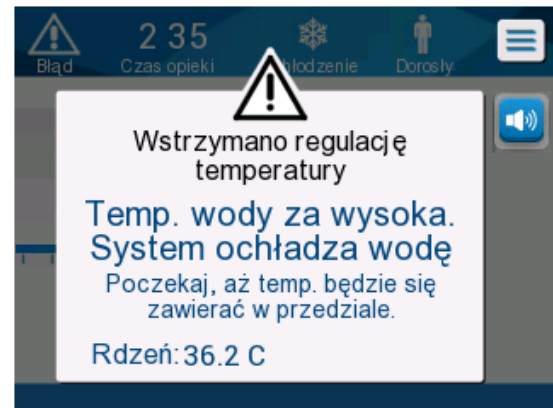 2 35
Błąd Czas opieki hłodzenie Dorosły
Wstrzymano regulację
temperatury
Temp. wody za wysoka.
System ochładza wodę
Poczekaj, aż temp. będzie się
zawierać w przedziale.
Rdzeń: 36.2 C